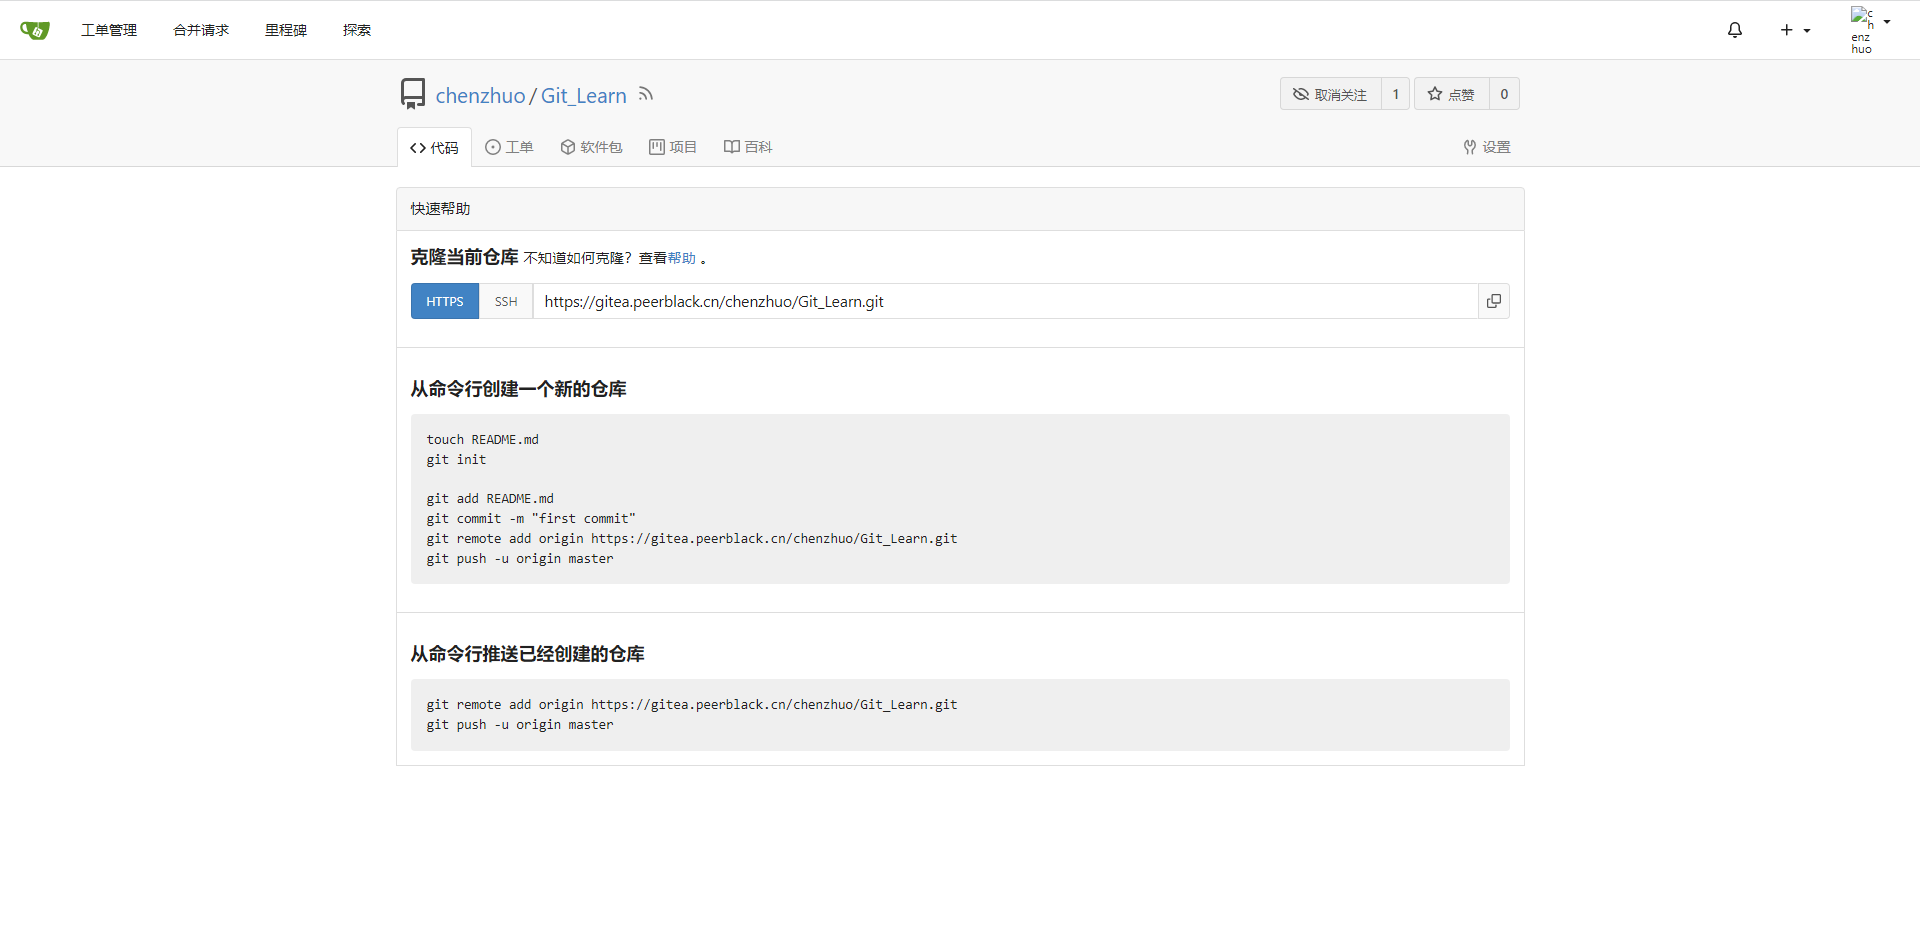 工单管理 合并请求 里程碑 探索
chenzhuo
chenzhuo/Git_Learn
取消关注 1 点赞 0
代码 工单 软件包 项目 百科 设置
快速帮助
克隆当前仓库 不知道如何克隆？查看帮助 。
HTTPS SSH https://gitea.peerblack.cn/chenzhuo/Git_Learn.git
从命令行创建一个新的仓库
touch README.md
git init
git add README.md
git commit -m "first commit"
git remote add origin https://gitea.peerblack.cn/chenzhuo/Git_Learn.git
git push -u origin master
从命令行推送已经创建的仓库
git remote add origin https://gitea.peerblack.cn/chenzhuo/Git_Learn.git
git push -u origin master